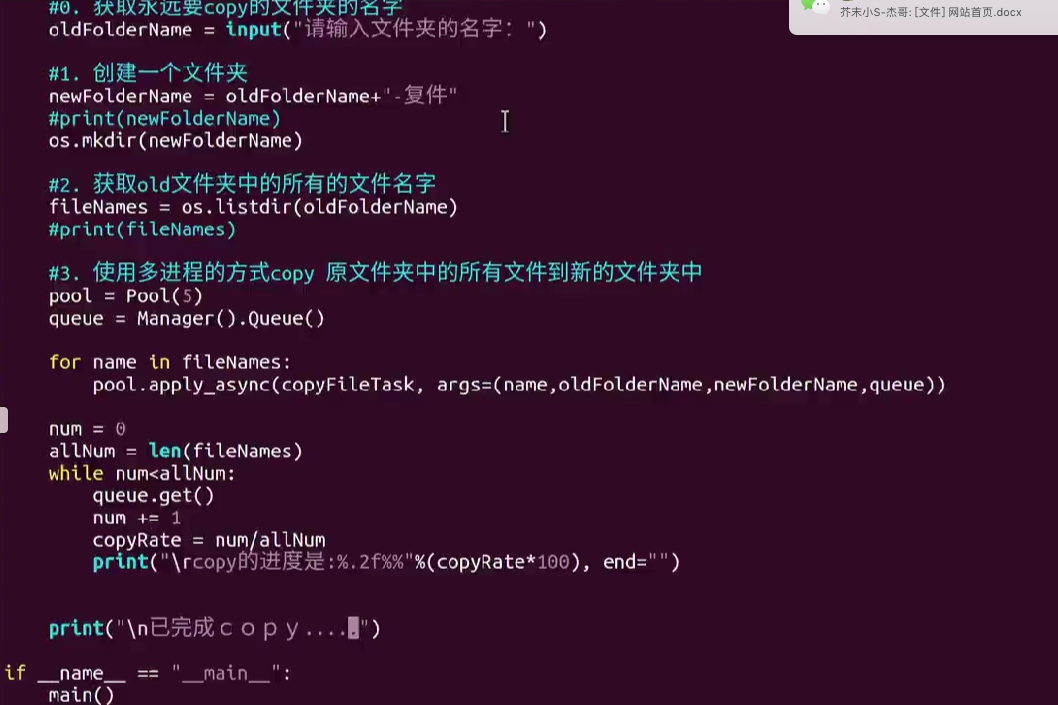 #0. 获取永远要copy的文件夹的名字
芥末小S-杰哥: [文件] 网站首页.docx
oldFolderName = input("请输入文件夹的名字：")
#1. 创建一个文件夹
newFolderName = oldFolderName+"-复件"
#print(newFolderName)
os.mkdir(newFolderName)
#2. 获取old文件夹中的所有的文件名字
fileNames = os.listdir(oldFolderName)
#print(fileNames)
#3. 使用多进程的方式copy 原文件夹中的所有文件到新的文件夹中
pool = Pool(5)
queue = Manager().Queue()
for name in fileNames:
pool.apply_async(copyFileTask, args=(name,oldFolderName,newFolderName,queue))
num = 0
allNum = len(fileNames)
while num<allNum:
queue.get()
num += 1
copyRate = num/allNum
print("\rcopy的进度是:%.2f%%"%(copyRate*100), end="")
print("\n已完成ｃｏｐｙ.....")
if __name__ == "__main__":
main()